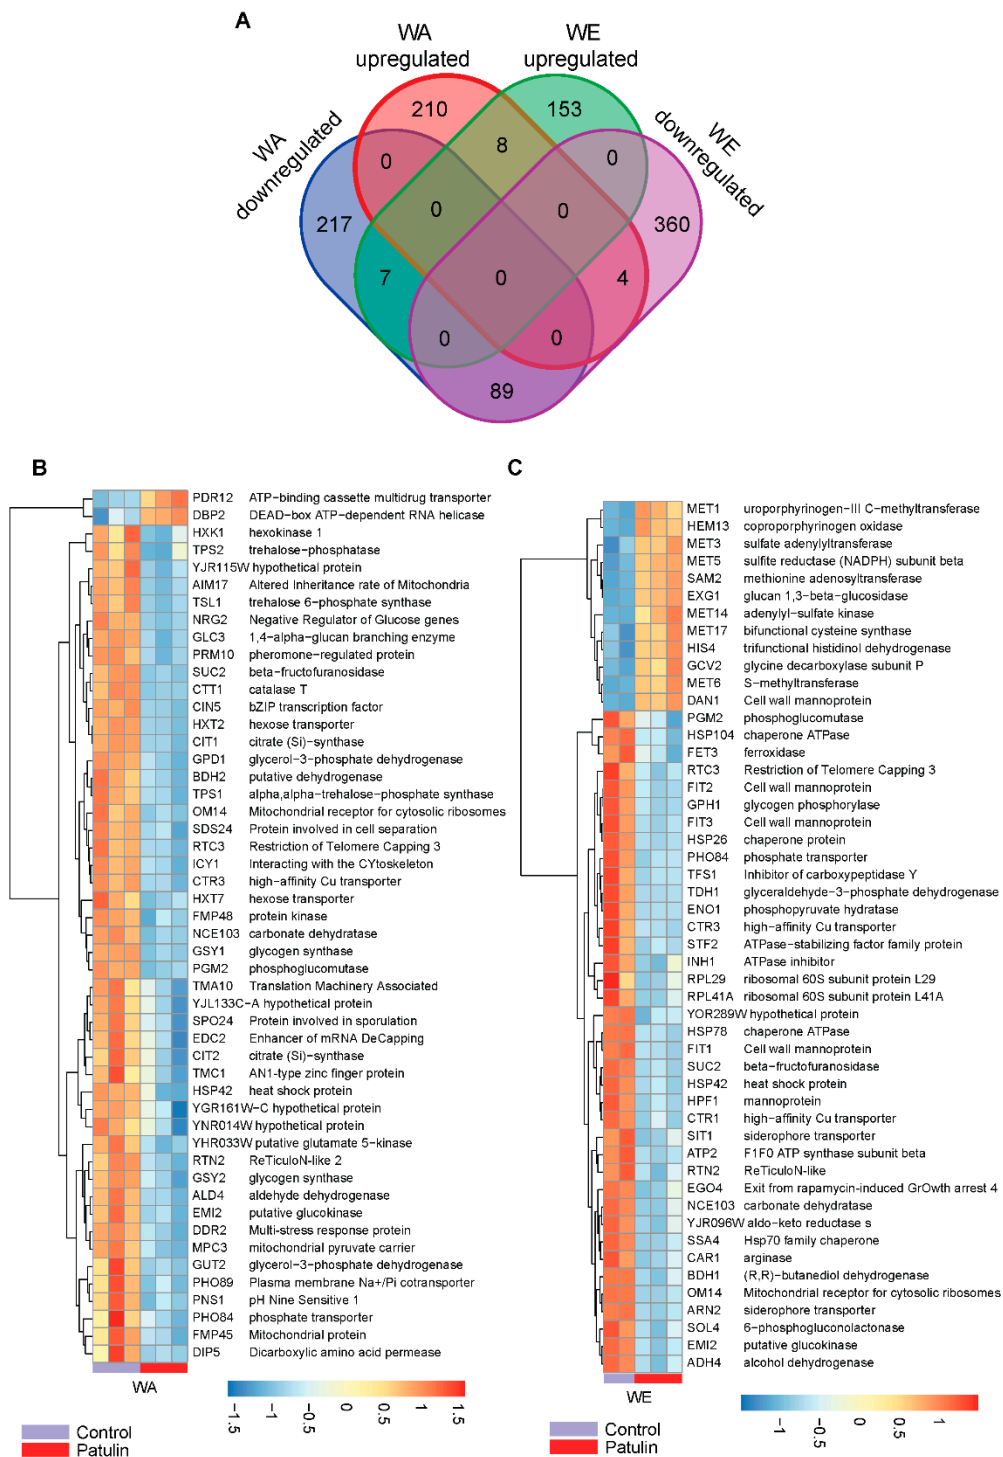 A
WA
upregulated
WE
upregulated
WA
downregulated
WE
downregulated
210
153
0
8
0
217
0
0
360
7
0
4
0
0
89
B
PDR12 ATP-binding cassette multidrug transporter
DBP2 DEAD-box ATP-dependent RNA helicase
HXK1 hexokinase 1
TPS2 trehalose-phosphatase
YJR115W hypothetical protein
AIM17 Altered Inheritance rate of Mitochondria
TSL1 trehalose 6-phosphate synthase
NRG2 Negative Regulator of Glucose genes
GLC3 1,4-alpha-glucan branching enzyme
PRM10 pheromone-regulated protein
SUC2 beta-fructofuranosidase
CTT1 catalase T
CIN5 bZIP transcription factor
HXT2 hexose transporter
CIT1 citrate (Si)-synthase
GPD1 glycerol-3-phosphate dehydrogenase
BDH2 putative dehydrogenase
TPS1 alpha,alpha-trehalose-phosphate synthase
OM14 Mitochondrial receptor for cytosolic ribosomes
SDS24 Protein involved in cell separation
RTC3 Restriction of Telomere Capping 3
ICY1 Interacting with the CYtoskeleton
CTR3 high-affinity Cu transporter
HXT7 hexose transporter
FMP48 protein kinase
NCE103 carbonate dehydratase
GSY1 glycogen synthase
PGM2 phosphoglucomutase
TMA10 Translation Machinery Associated
YJL133C-A hypothetical protein
SPO24 Protein involved in sporulation
EDC2 Enhancer of mRNA DeCapping
CIT2 citrate (Si)-synthase
TMC1 AN1-type zinc finger protein
HSP42 heat shock protein
YGR161W-C hypothetical protein
YNR014W hypothetical protein
YHR033W putative glutamate 5-kinase
RTN2 ReTiculoN-like 2
GSY2 glycogen synthase
ALD4 aldehyde dehydrogenase
EMI2 putative glucokinase
DDR2 Multi-stress response protein
MPC3 mitochondrial pyruvate carrier
GUT2 glycerol-3-phosphate dehydrogenase
PHO89 Plasma membrane Na+/Pi cotransporter
PNS1 pH Nine Sensitive 1
PHO84 phosphate transporter
FMP45 Mitochondrial protein
DIP5 Dicarboxylic amino acid permease
WA
Control
Patulin
-1.5
-1
-0.5
0
0.5
1
1.5
C
MET1 uroporphyrinogen-III C-methyltransferase
HEM13 coproporphyrinogen oxidase
MET3 sulfate adenylyltransferase
MET5 sulfite reductase (NADPH) subunit beta
SAM2 methionine adenosyltransferase
EXG1 glucan 1,3-beta-glucosidase
MET14 adenylyl-sulfate kinase
MET17 bifunctional cysteine synthase
HIS4 trifunctional histidinol dehydrogenase
GCV2 glycine decarboxylase subunit P
MET6 S-methyltransferase
DAN1 Cell wall mannoprotein
PGM2 phosphoglucomutase
HSP104 chaperone ATPase
FET3 ferroxidase
RTC3 Restriction of Telomere Capping 3
FIT2 Cell wall mannoprotein
GPH1 glycogen phosphorylase
FIT3 Cell wall mannoprotein
HSP26 chaperone protein
PHO84 phosphate transporter
TFS1 Inhibitor of carboxypeptidase Y
TDH1 glyceraldehyde-3-phosphate dehydrogenase
ENO1 phosphopyruvate hydratase
CTR3 high-affinity Cu transporter
STF2 ATPase-stabilizing factor family protein
INH1 ATPase inhibitor
RPL29 ribosomal 60S subunit protein L29
RPL41A ribosomal 60S subunit protein L41A
YOR289W hypothetical protein
HSP78 chaperone ATPase
FIT1 Cell wall mannoprotein
SUC2 beta-fructofuranosidase
HSP42 heat shock protein
HPF1 mannoprotein
CTR1 high-affinity Cu transporter
SIT1 siderophore transporter
ATP2 F1F0 ATP synthase subunit beta
RTN2 ReTiculoN-like
EGO4 Exit from rapamycin-induced GrOwth arrest 4
NCE103 carbonate dehydratase
YJR096W aldo-keto reductase s
SSA4 Hsp70 family chaperone
CAR1 arginase
BDH1 (R,R)-butanediol dehydrogenase
OM14 Mitochondrial receptor for cytosolic ribosomes
ARN2 siderophore transporter
SOL4 6-phosphogluconolactonase
EMI2 putative glucokinase
ADH4 alcohol dehydrogenase
WE
Control
Patulin
-1
-0.5
0
0.5
1